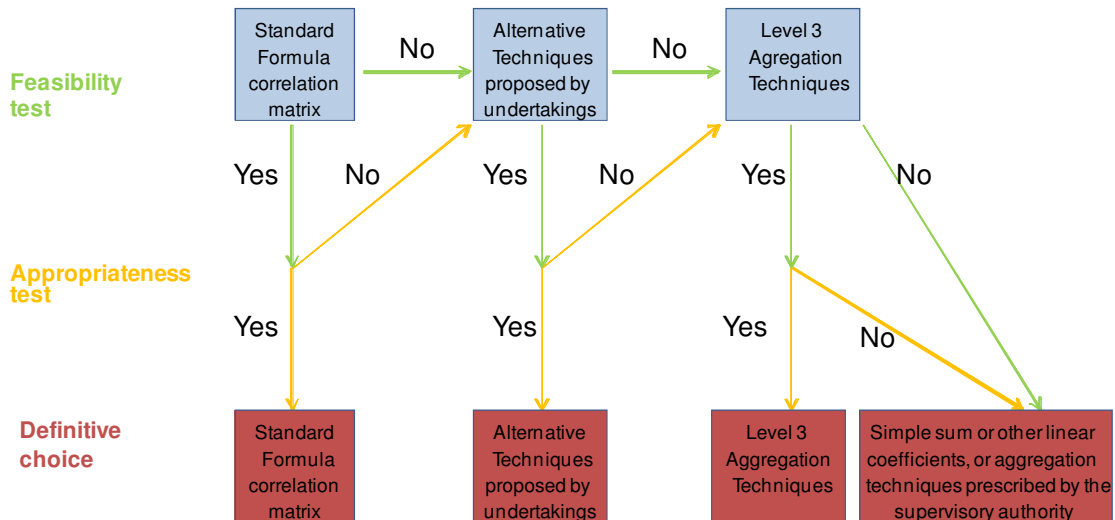 Standard
Formula
correlation
matrix
No
Alternative
Techniques
proposed by
undertakings
No
Level 3
Agregation
Techniques
Feasibility
test
Yes
No
Yes
No
Yes
No
Appropriateness
test
Yes
Yes
Yes
No
Definitive
choice
Standard
Formula
correlation
matrix
Alternative
Techniques
proposed by
undertakings
Level 3
Aggregation
Techniques
Simple sum or other linear
coefficients, or aggregation
techniques prescribed by the
supervisory authority